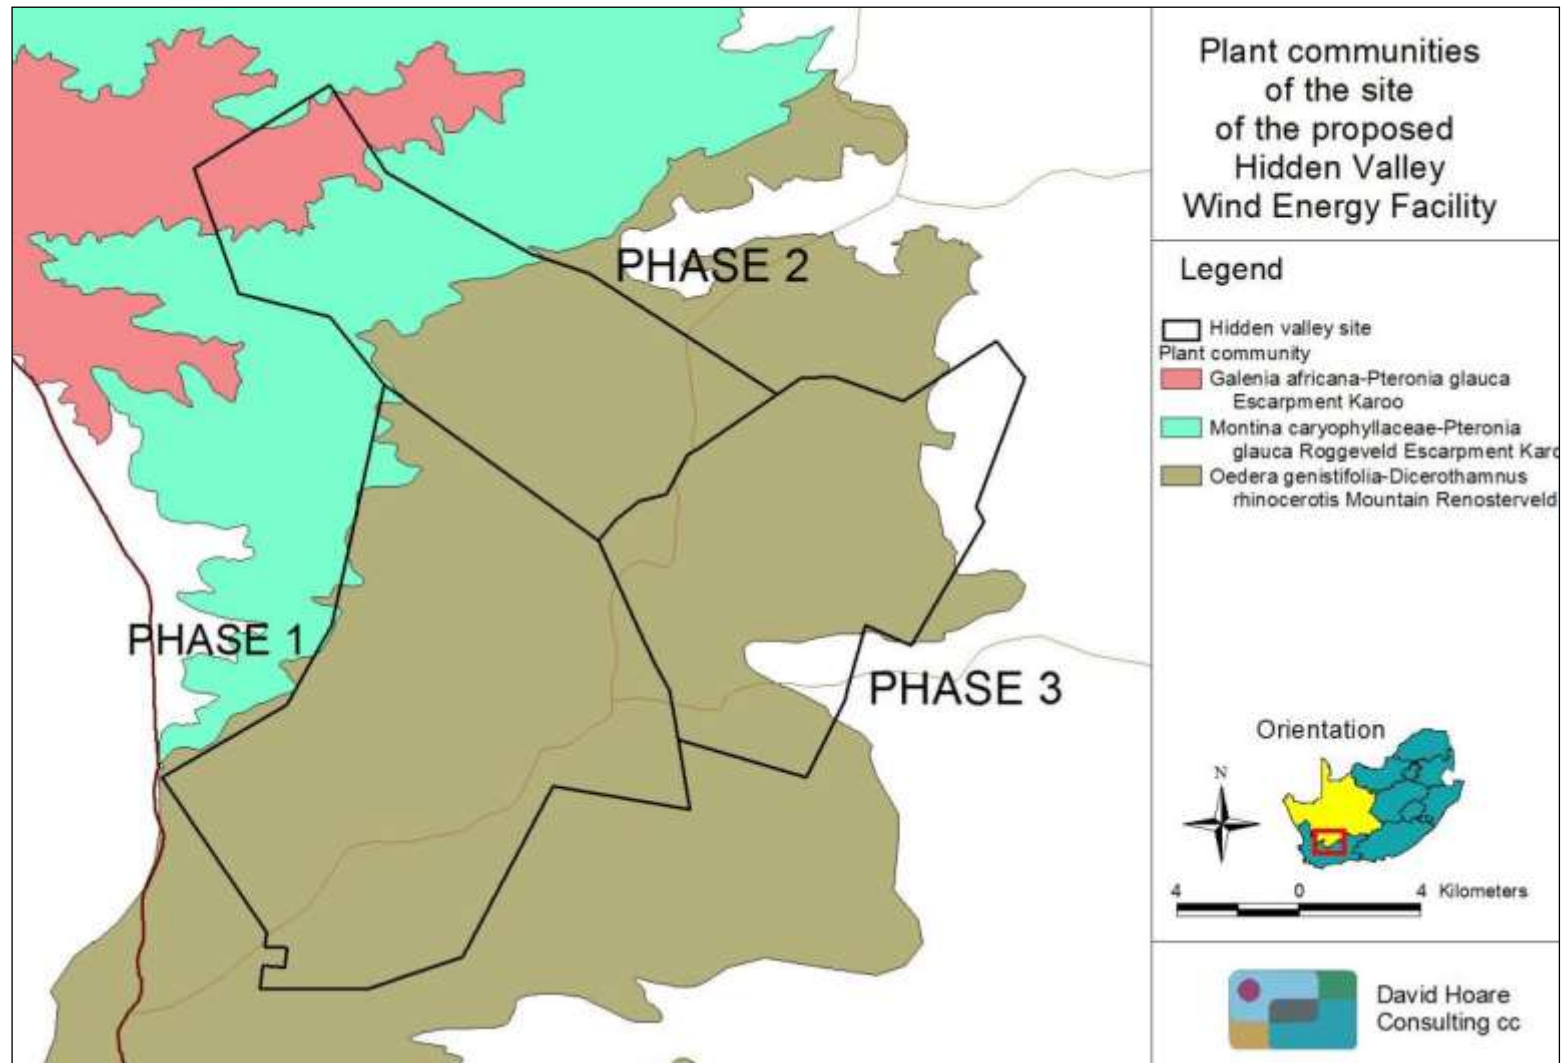 Plant communities
of the site
of the proposed
Hidden Valley
Wind Energy Facility
Legend
Hidden valley site
Plant community
Galenia africana-Pteronia glauca
Escarpment Karoo
Montina caryophyllaceae-Pteronia
glauca Roggeveld Escarpment Karo
Oedera genistifolia-Dicerothamnus
rhinocerotis Mountain Renosterveld
PHASE 2
PHASE 1
PHASE 3
Orientation
N
4 0 4 Kilometers
David Hoare
Consulting cc